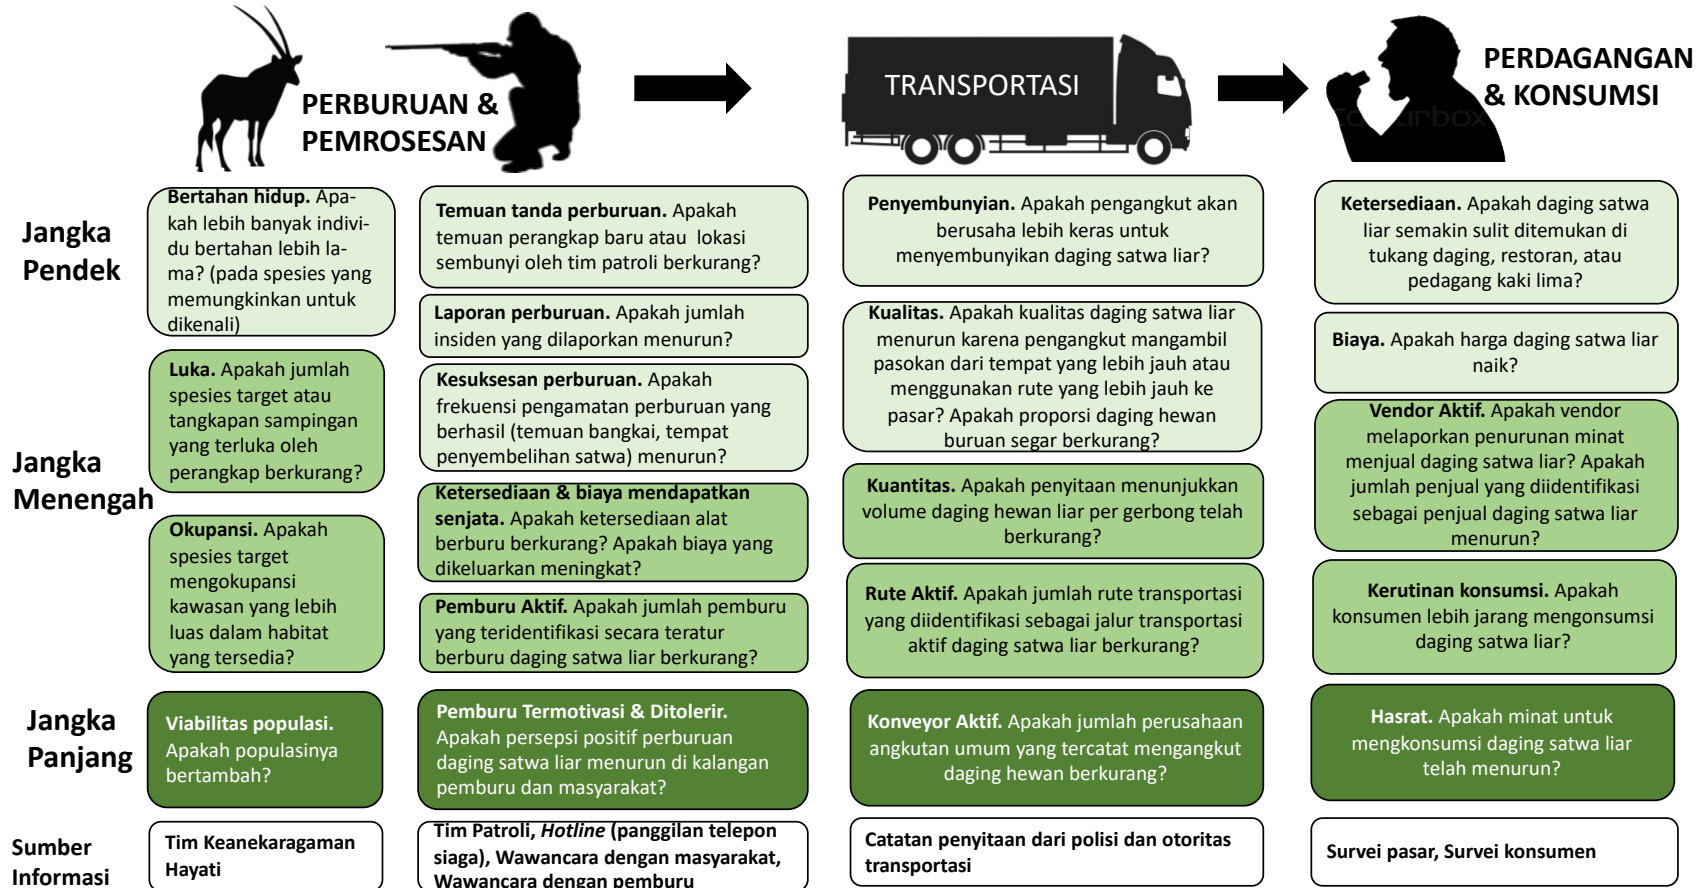 PERBURUAN &
PEMROSESAN
TRANSPORTASI
PERDAGANGAN
& KONSUMSI
Jangka
Pendek
Bertahan hidup. Apa-
kah lebih banyak indivi-
du bertahan lebih la-
ma? (pada spesies yang
memungkinkan untuk
dikenali)
Temuan tanda perburuan. Apakah
temuan perangkap baru atau lokasi
sembunyi oleh tim patroli berkurang?
Laporan perburuan. Apakah jumlah
insiden yang dilaporkan menurun?
Kesuksesan perburuan. Apakah
frekuensi pengamatan perburuan yang
berhasil (temuan bangkai, tempat
penyembelihan satwa) menurun?
Penyembunyian. Apakah pengangkut akan
berusaha lebih keras untuk
menyembunyikan daging satwa liar?
Kualitas. Apakah kualitas daging satwa liar
menurun karena pengangkut mangambil
pasokan dari tempat yang lebih jauh atau
menggunakan rute yang lebih jauh ke
pasar? Apakah proporsi daging hewan
buruan segar berkurang?
Ketersediaan. Apakah daging satwa
liar semakin sulit ditemukan di
tukang daging, restoran, atau
pedagang kaki lima?
Biaya. Apakah harga daging satwa liar
naik?
Jangka
Menengah
Luka. Apakah jumlah
spesies target atau
tangkapan sampingan
yang terluka oleh
perangkap berkurang?
Okupansi. Apakah
spesies target
mengokupansi
kawasan yang lebih
luas dalam habitat
yang tersedia?
Ketersediaan & biaya mendapatkan
senjata. Apakah ketersediaan alat
berburu berkurang? Apakah biaya yang
dikeluarkan meningkat?
Pemburu Aktif. Apakah jumlah pemburu
yang teridentifikasi secara teratur
berburu daging satwa liar berkurang?
Kuantitas. Apakah penyitaan menunjukkan
volume daging hewan liar per gerbong telah
berkurang?
Rute Aktif. Apakah jumlah rute transportasi
yang diidentifikasi sebagai jalur transportasi
aktif daging satwa liar berkurang?
Vendor Aktif. Apakah vendor
melaporkan penurunan minat
menjual daging satwa liar? Apakah
jumlah penjual yang diidentifikasi
sebagai penjual daging satwa liar
menurun?
Kerutinan konsumsi. Apakah
konsumen lebih jarang mengonsumsi
daging satwa liar?
Jangka
Panjang
Viabilitas populasi.
Apakah populasinya
bertambah?
Pemburu Termotivasi & Ditolerir.
Apakah persepsi positif perburuan
daging satwa liar menurun di kalangan
pemburu dan masyarakat?
Konveyor Aktif. Apakah jumlah perusahaan
angkutan umum yang tercatat mengangkut
daging hewan berkurang?
Hasrat. Apakah minat untuk
mengkonsumsi daging satwa liar
telah menurun?
Sumber
Informasi
Tim Keanekaragaman
Hayati
Tim Patroli, Hotline (panggilan telepon
siaga), Wawancara dengan masyarakat,
Wawancara dengan pemburu
Catatan penyitaan dari polisi dan otoritas
transportasi
Survei pasar, Survei konsumen